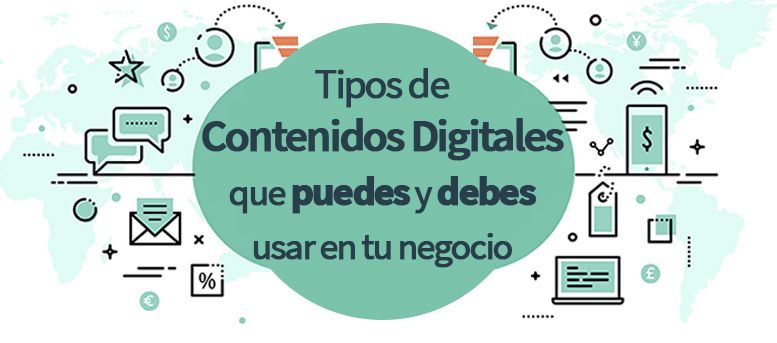 Tipos de
Contenidos Digitales
que puedes y debes
usar en tu negocio
$
¥
$
%
€
£